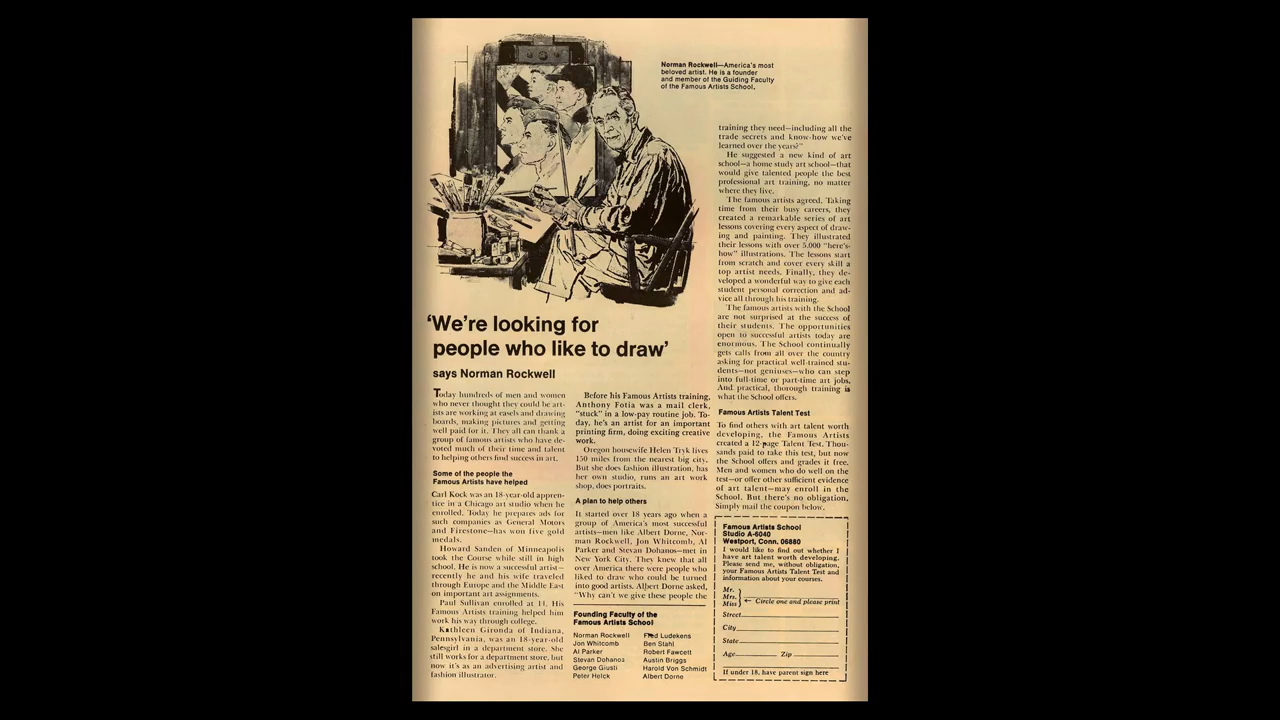 Norman Rockwell—America's most
beloved artist. He is a founder
and member of the Guiding Faculty
of the Famous Artists School.
'We're looking for
people who like to draw'
says Norman Rockwell
Today hundreds of men and women
who never thought they could be art-
ists are working at easels and drawing
boards, making pictures and getting
well paid for it. They all can thank a
group of famous artists who have de-
voted much of their time and talent
to helping others find success in art.
Some of the people the
Famous Artists have helped
Carl Kock was an 18-year-old appren-
tice in a Chicago art studio when he
enrolled. Today he prepares ads for
such companies as General Motors
and Firestone—has won five gold
medals.
Howard Sanden of Minneapolis
took the Course while still in high
school. He is now a successful artist—
recently he and his wife traveled
through Europe and the Middle East
on important art assignments.
Paul Sullivan enrolled at 14. His
Famous Artists training helped him
work his way through college.
Kathleen Gironda of Indiana,
Pennsylvania, was an 18-year-old
salesgirl in a department store. She
still works for a department store, but
now it's as an advertising artist and
fashion illustrator.
Before his Famous Artists training,
Anthony Fotia was a mail clerk,
"stuck" in a low-pay routine job. To-
day, he's an artist for an important
printing firm, doing exciting creative
work.
Oregon housewife Helen Tryk lives
150 miles from the nearest big city.
But she does fashion illustration, has
her own studio, runs an art work
shop, does portraits.
A plan to help others
It started over 18 years ago when a
group of America's most successful
artists—men like Albert Dorne, Nor-
man Rockwell, Jon Whitcomb, Al
Parker and Stevan Dohanos—met in
New York City. They knew that all
over America there were people who
liked to draw who could be turned
into good artists. Albert Dorne asked,
"Why can't we give these people the
Founding Faculty of the
Famous Artists School
Norman Rockwell
Jon Whitcomb
Al Parker
Stevan Dohanos
George Giusti
Peter Helck
Fred Ludekens
Ben Stahl
Robert Fawcett
Austin Briggs
Harold Von Schmidt
Albert Dorne
training they need—including all the
trade secrets and know-how we've
learned over the years?"
He suggested a new kind of art
school—a home study art school—that
would give talented people the best
professional art training, no matter
where they live.
The famous artists agreed. Taking
time from their busy careers, they
created a remarkable series of art
lessons covering every aspect of draw-
ing and painting. They illustrated
their lessons with over 5,000 "here's-
how" illustrations. The lessons start
from scratch and cover every skill a
top artist needs. Finally, they de-
veloped a wonderful way to give each
student personal correction and ad-
vice all through his training.
The famous artists with the School
are not surprised at the success of
their students. The opportunities
open to successful artists today are
enormous. The School continually
gets calls from all over the country
asking for practical well-trained stu-
dents—not geniuses—who can step
into full-time or part-time art jobs.
And practical, thorough training is
what the School offers.
Famous Artists Talent Test
To find others with art talent worth
developing, the Famous Artists
created a 12-page Talent Test. Thou-
sands paid to take this test, but now
the School offers and grades it free.
Men and women who do well on the
test—or offer other sufficient evidence
of art talent—may enroll in the
School. But there's no obligation.
Simply mail the coupon below.
Famous Artists School
Studio A-6040
Westport, Conn. 06880
I would like to find out whether I
have art talent worth developing.
Please send me, without obligation,
your Famous Artists Talent Test and
information about your courses.
Mr.
Mrs.
Miss
← Circle one and please print
Street
City
State
Age Zip
If under 18, have parent sign here